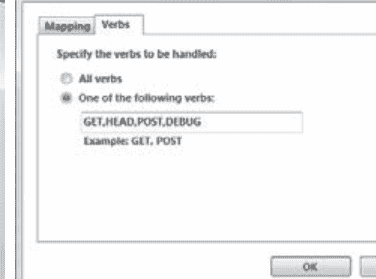 Mapping Verbs
Specify the verbs to be handled:
All verbs
One of the following verbs:
GET,HEAD,POST,DEBUG
Example: GET, POST
OK